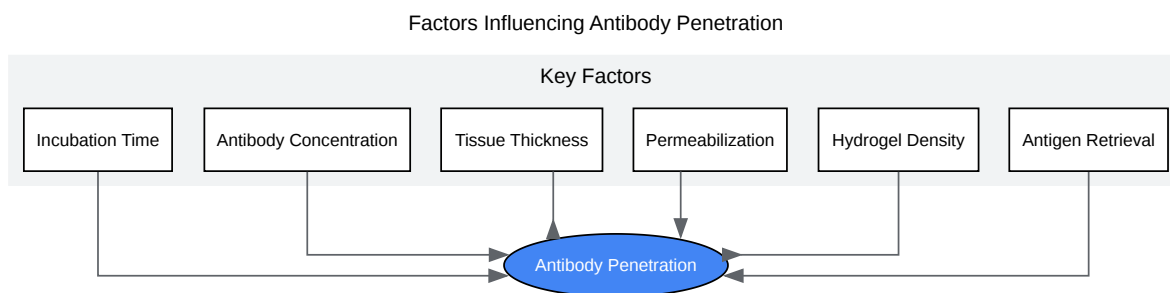 Factors Influencing Antibody Penetration
Key Factors
Incubation Time
Antibody Concentration
Tissue Thickness
Permeabilization
Hydrogel Density
Antigen Retrieval
Antibody Penetration